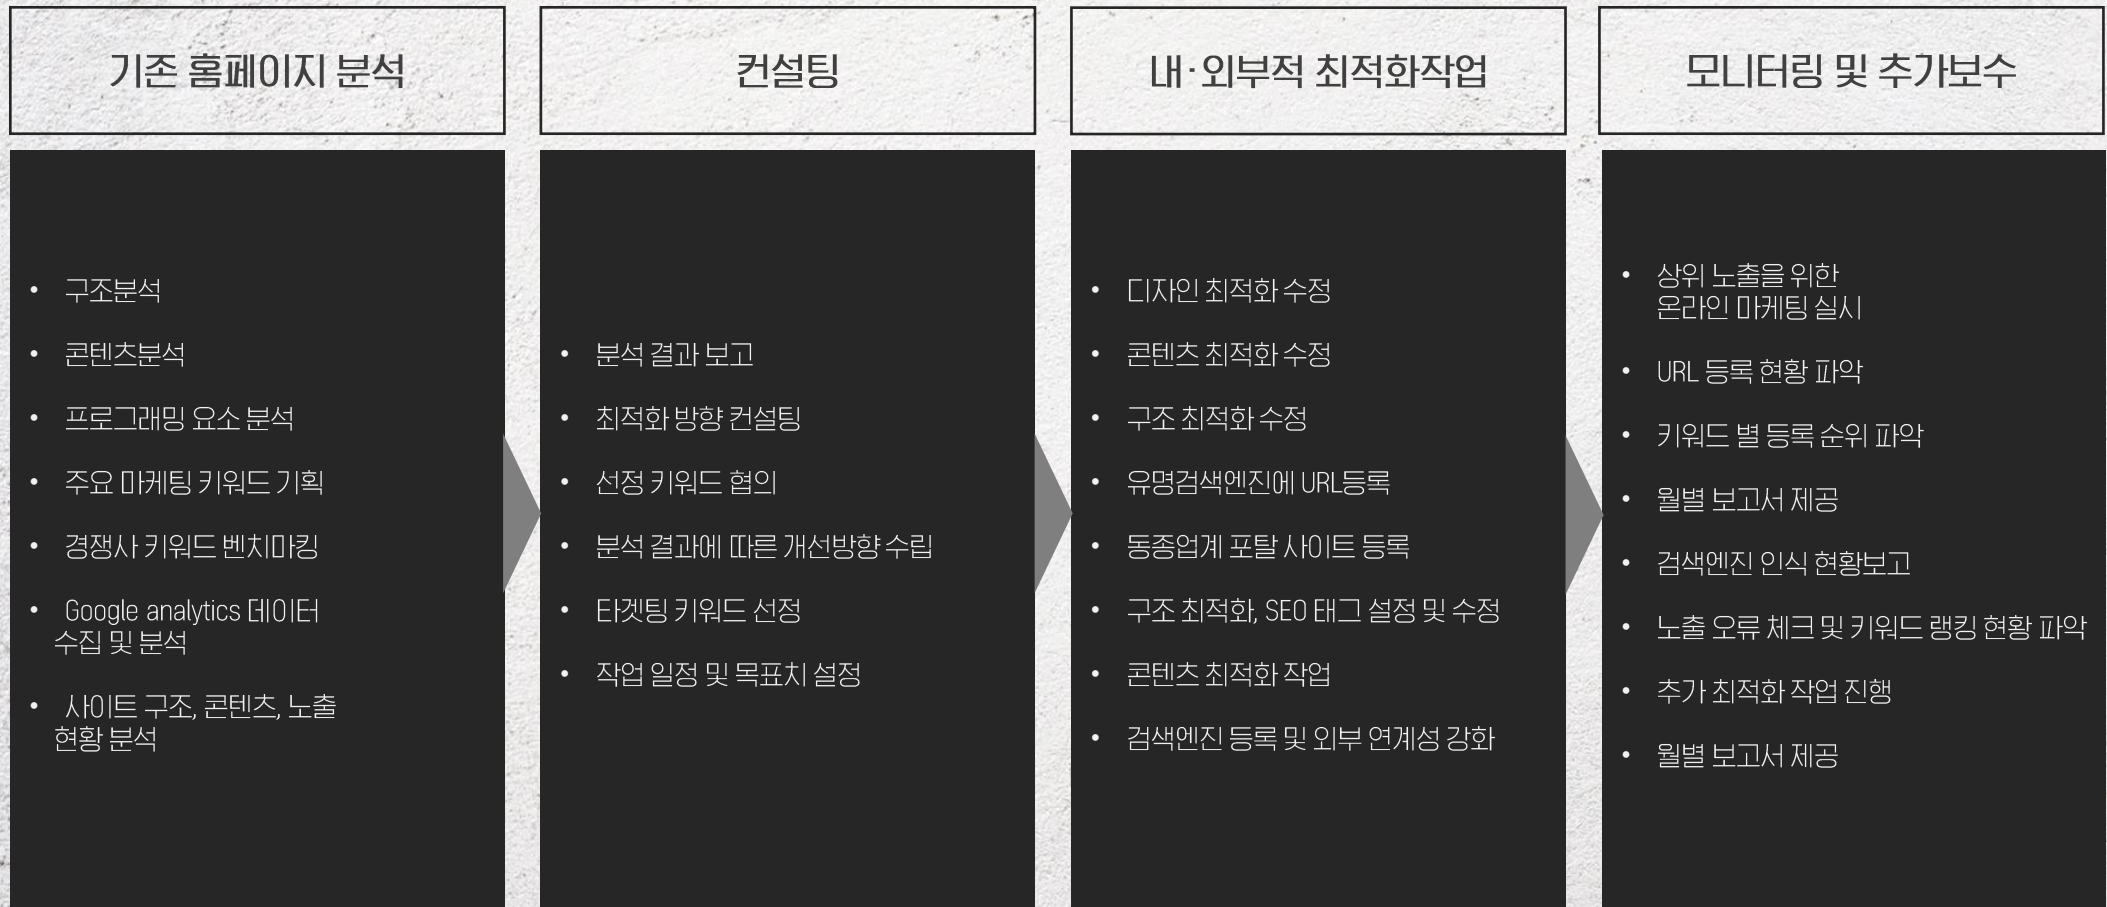 기존 홈페이지 분석
• 구조분석
• 콘텐츠분석
• 프로그래밍 요소 분석
• 주요 마케팅 키워드 기획
• 경쟁사 키워드 벤치마킹
• Google analytics 데이터
수집 및 분석
• 사이트 구조, 콘텐츠, 노출
현황 분석
컨설팅
• 분석 결과 보고
• 최적화 방향 컨설팅
• 선정 키워드 협의
• 분석 결과에 따른 개선방향 수립
• 타겟팅 키워드 선정
• 작업 일정 및 목표치 설정
내·외부적 최적화작업
• 디자인 최적화 수정
• 콘텐츠 최적화 수정
• 구조 최적화 수정
• 유명검색엔진에 URL등록
• 동종업계 포탈 사이트 등록
• 구조 최적화, SEO 태그 설정 및 수정
• 콘텐츠 최적화 작업
• 검색엔진 등록 및 외부 연계성 강화
모니터링 및 추가보수
• 상위 노출을 위한
온라인 마케팅 실시
• URL 등록 현황 파악
• 키워드 별 등록 순위 파악
• 월별 보고서 제공
• 검색엔진 인식 현황보고
• 노출 오류 체크 및 키워드 랭킹 현황 파악
• 추가 최적화 작업 진행
• 월별 보고서 제공